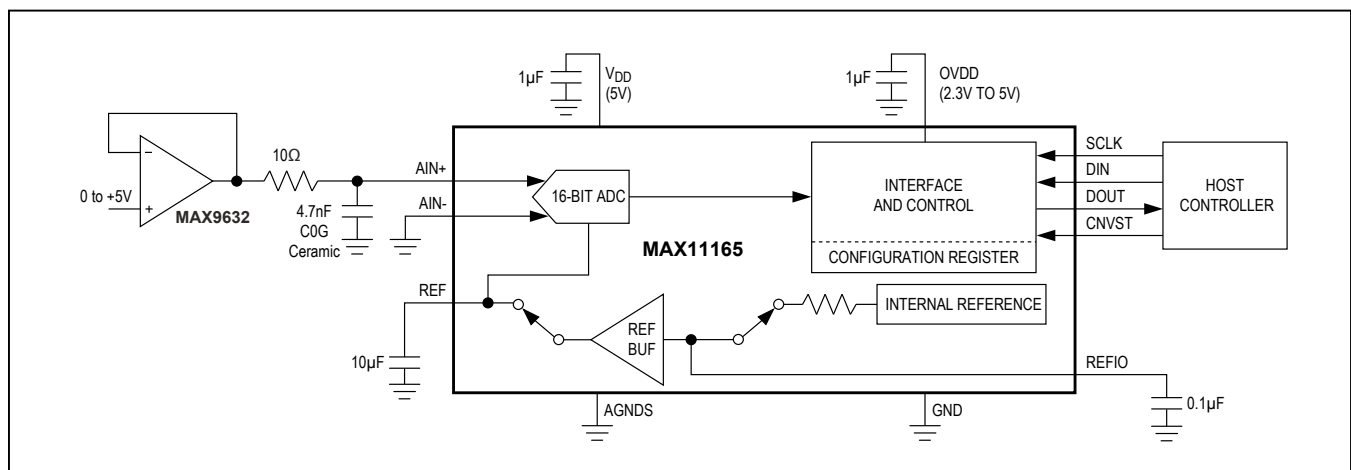 1µF
V_DD
(5V)
1µF
OVDD
(2.3V TO 5V)
−
+
0 to +5V
MAX9632
10Ω
4.7nF
C0G
Ceramic
AIN+
AIN-
16-BIT ADC
MAX11165
INTERFACE
AND CONTROL
CONFIGURATION REGISTER
SCLK
DIN
DOUT
CNVST
HOST
CONTROLLER
REF
10µF
REF
BUF
INTERNAL REFERENCE
REFIO
0.1µF
AGNDS
GND